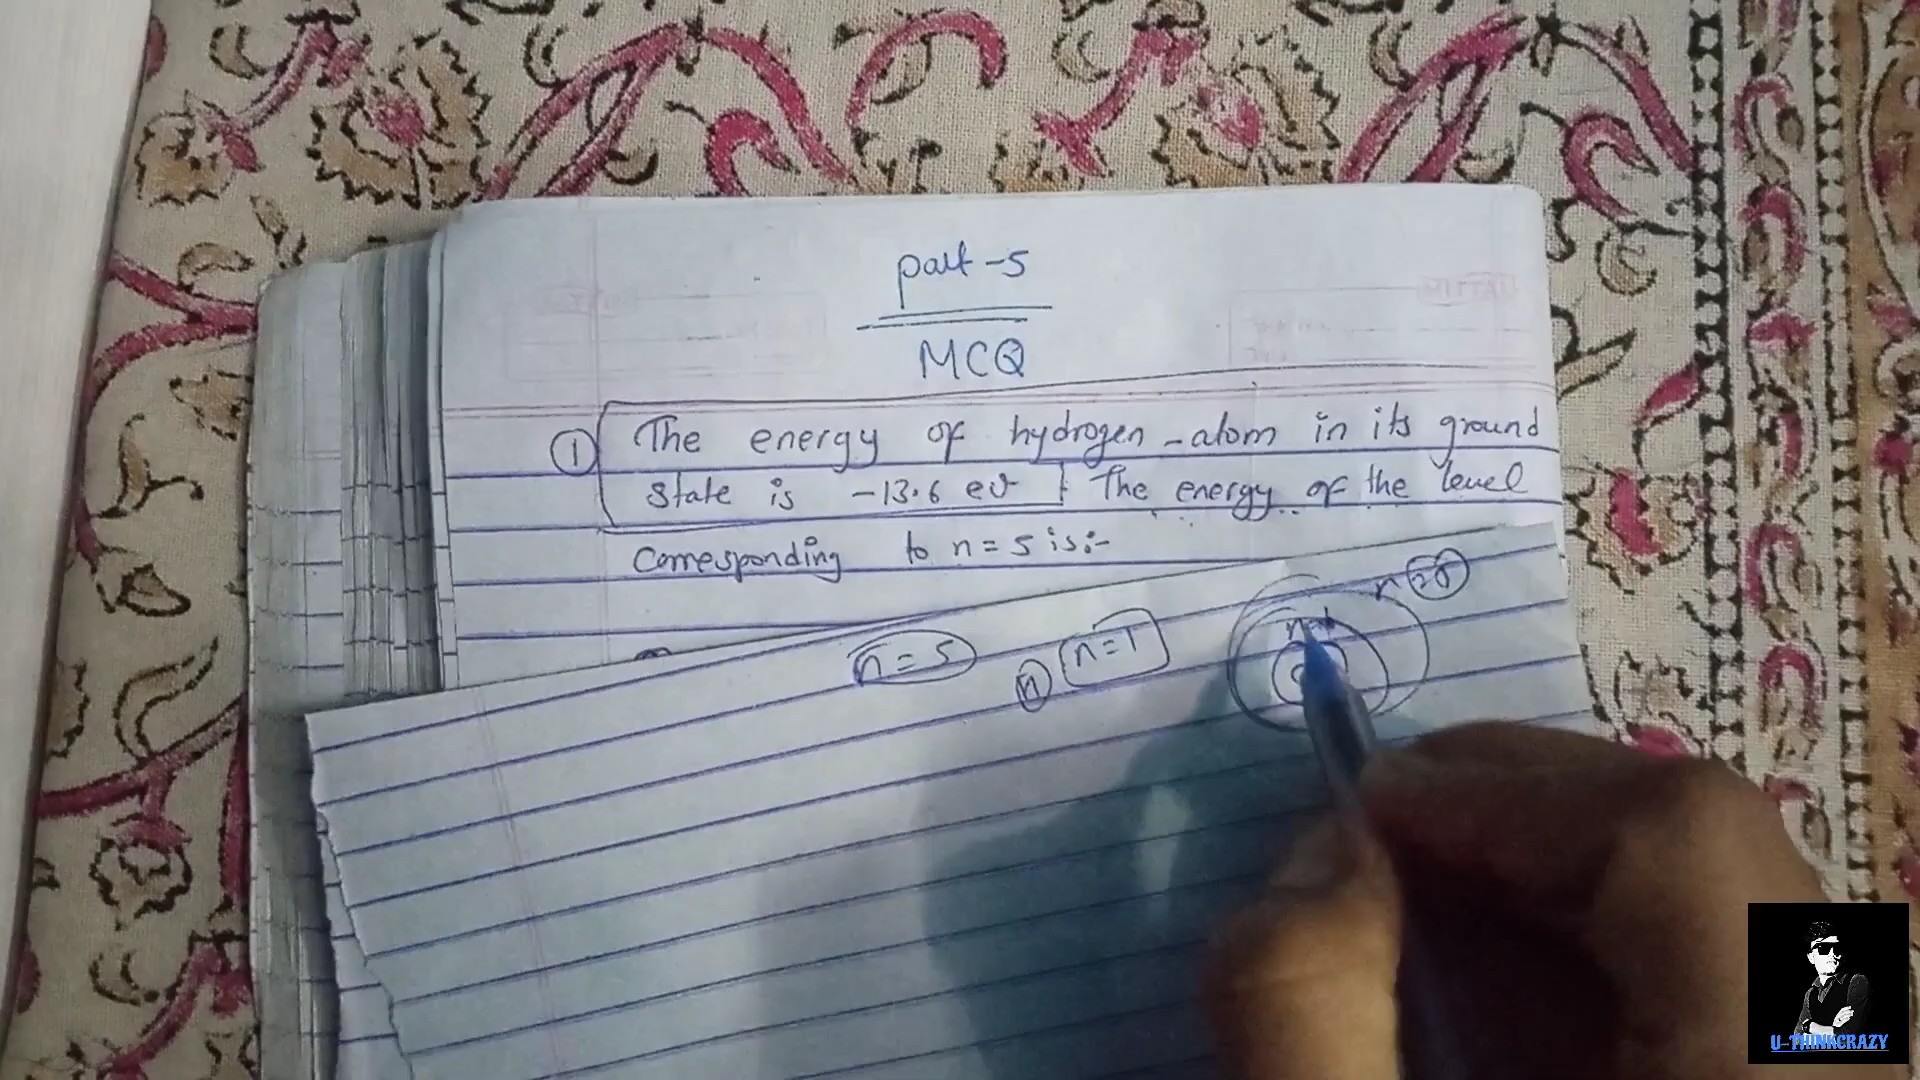 part-5
MCQ
① The energy of hydrogen-atom in its ground
State is -13.6 eV. The energy of the level
Corresponding to n = 5 is:-
n = 5
n
n = 1
U-THINKCRAZY